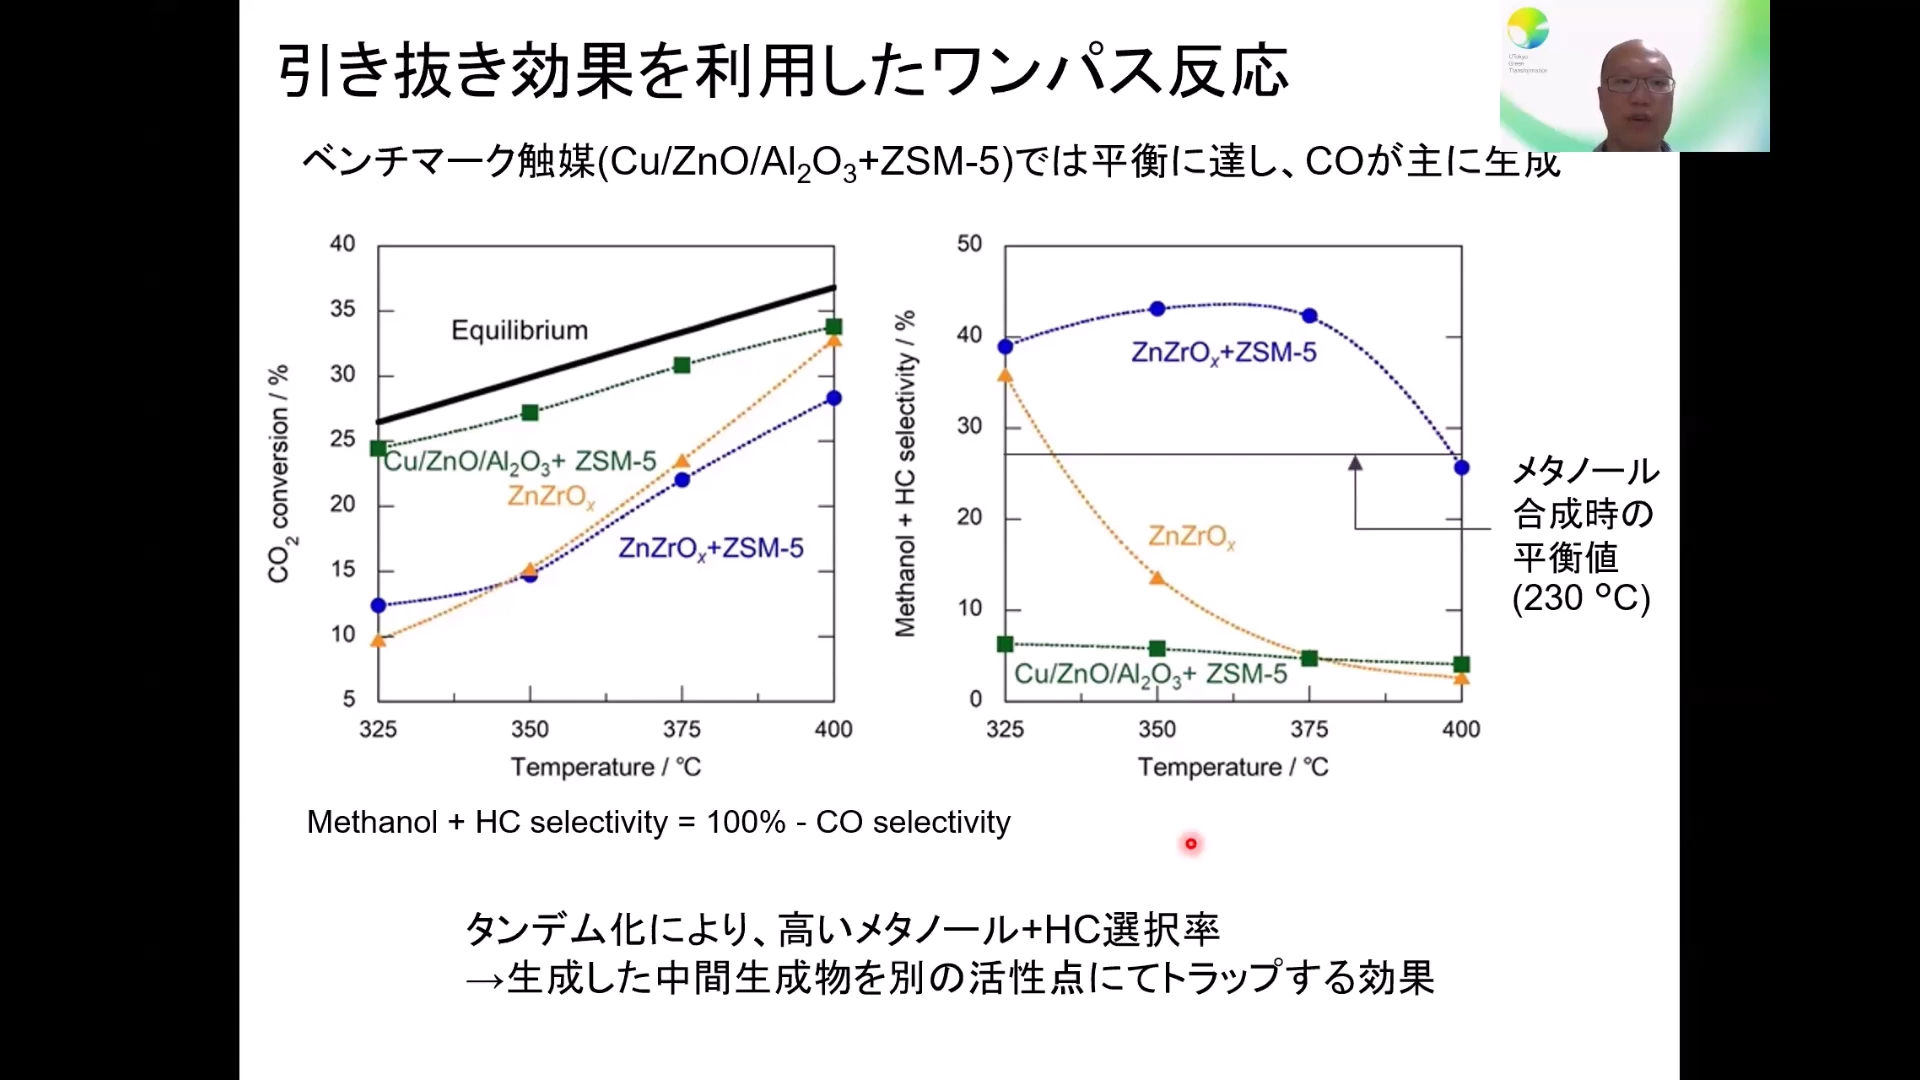 引き抜き効果を利用したワンパス反応
UTokyo
Green
Transformation
ベンチマーク触媒(Cu/ZnO/Al2O3+ZSM-5)では平衡に達し、COが主に生成
40
35
30
25
20
15
10
5
CO2 conversion / %
Equilibrium
Cu/ZnO/Al2O3+ ZSM-5
ZnZrOx
ZnZrOx+ZSM-5
325 350 375 400
Temperature / ℃
50
40
30
20
10
0
Methanol + HC selectivity / %
ZnZrOx+ZSM-5
ZnZrOx
Cu/ZnO/Al2O3+ ZSM-5
325 350 375 400
Temperature / ℃
メタノール
合成時の
平衡値
(230 ℃)
Methanol + HC selectivity = 100% - CO selectivity
タンデム化により、高いメタノール+HC選択率
→生成した中間生成物を別の活性点にてトラップする効果